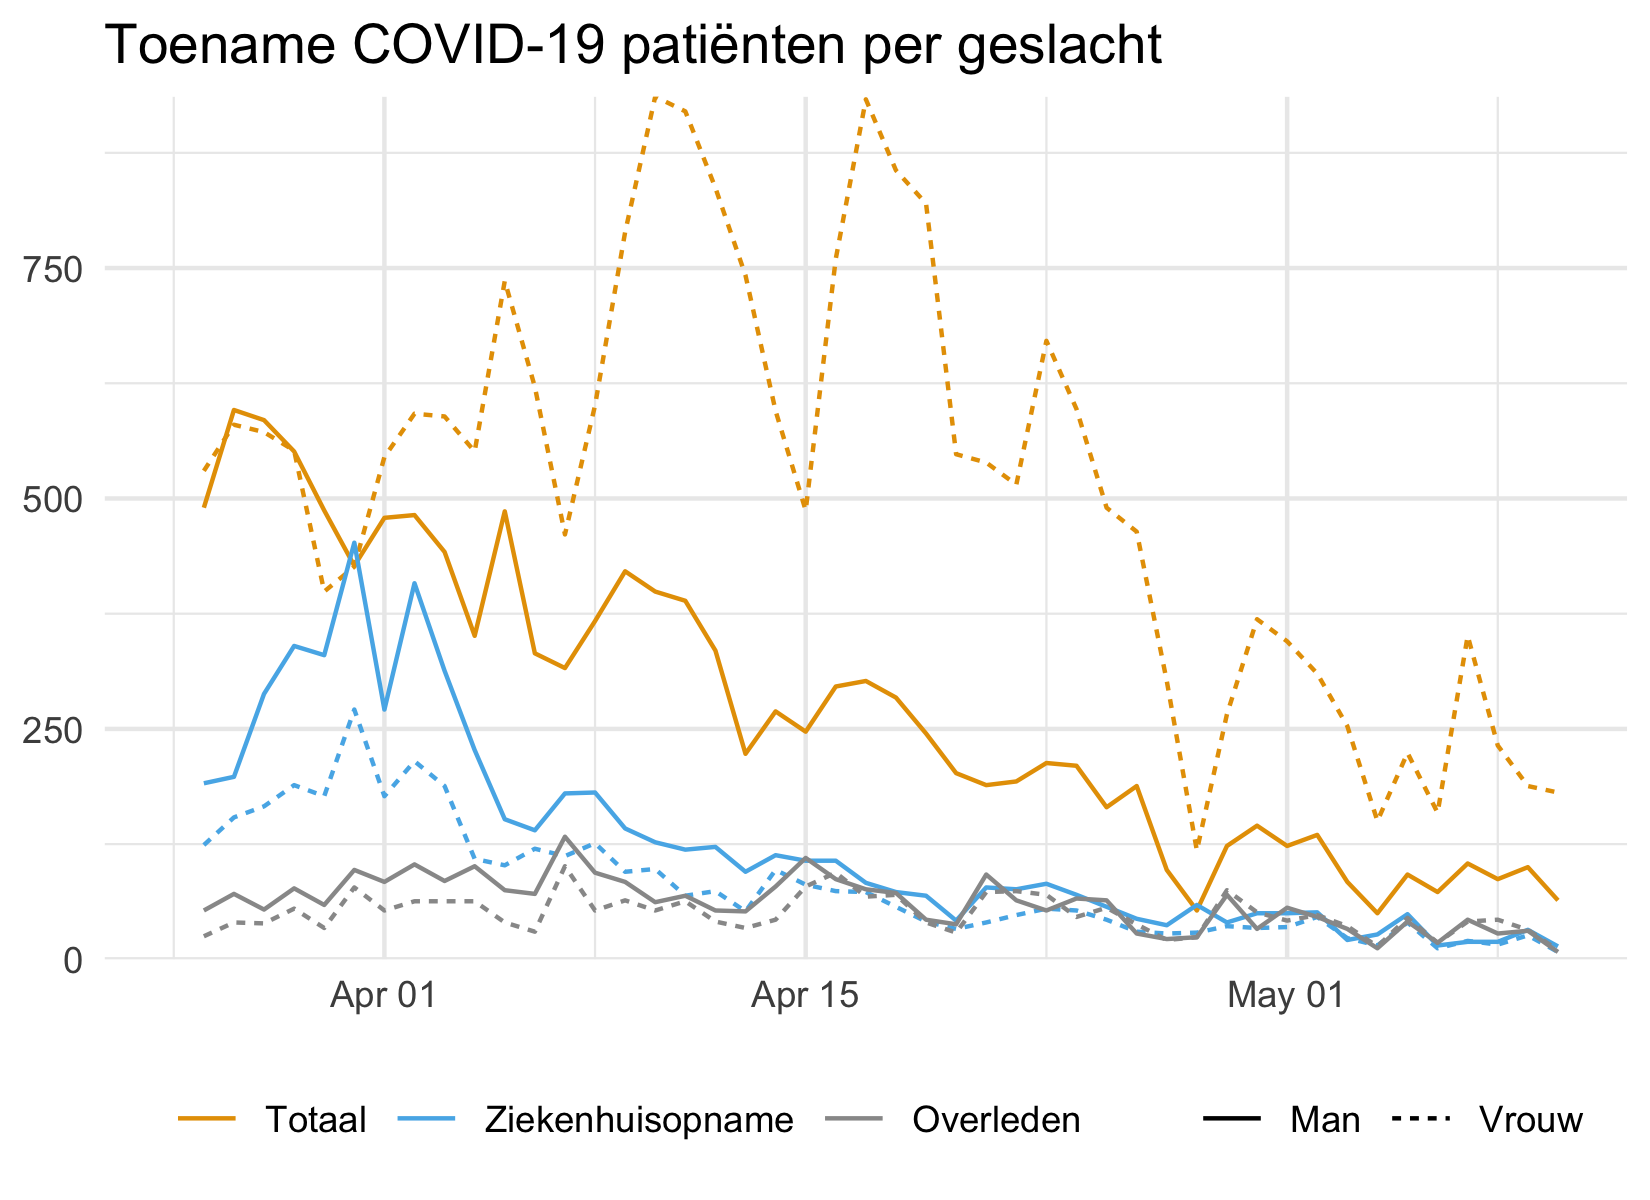 Toename COVID-19 patiënten per geslacht
750
500
250
0
Apr 01 Apr 15 May 01
Totaal Ziekenhuisopname Overleden Man Vrouw